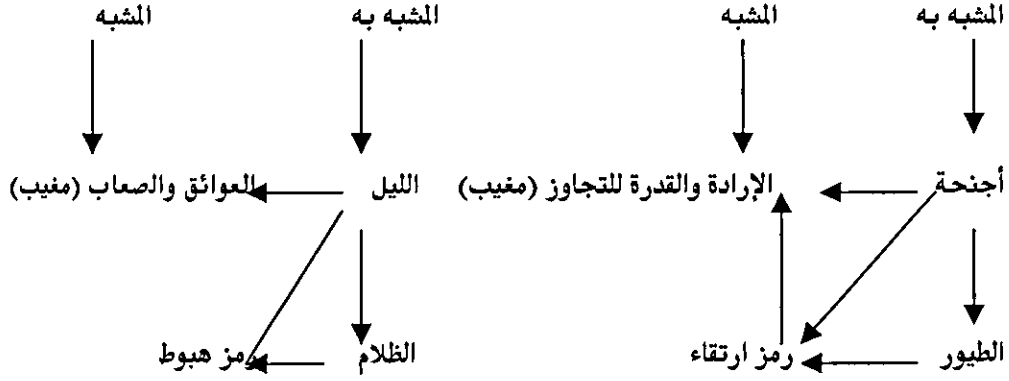 المشبه به المشبه المشبه به المشبه
أجنحة الإرادة والقدرة للتجاوز (مغيب) الليل العوائق والصعاب (مغيب)
الطيور رمز ارتقاء الظلام رمز هبوط